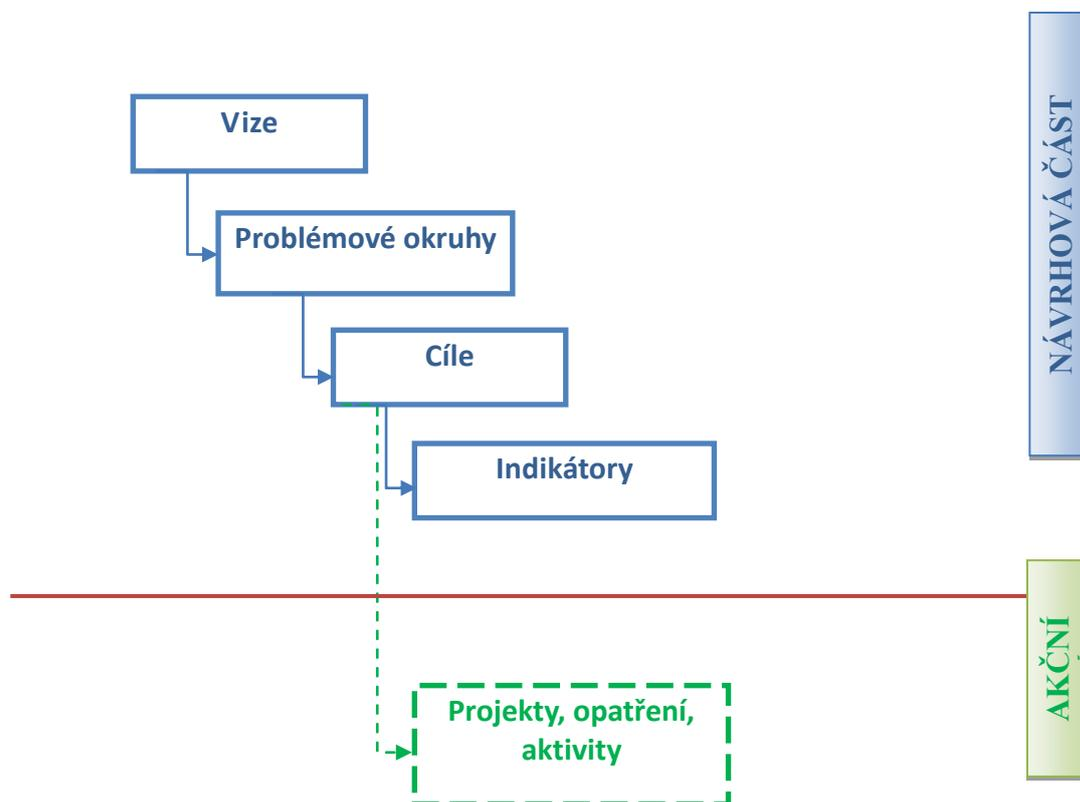 Vize
Problémové okruhy
Cíle
Indikátory
Projekty, opatření,
aktivity
NÁVRHOVÁ ČÁST
AKČNÍ